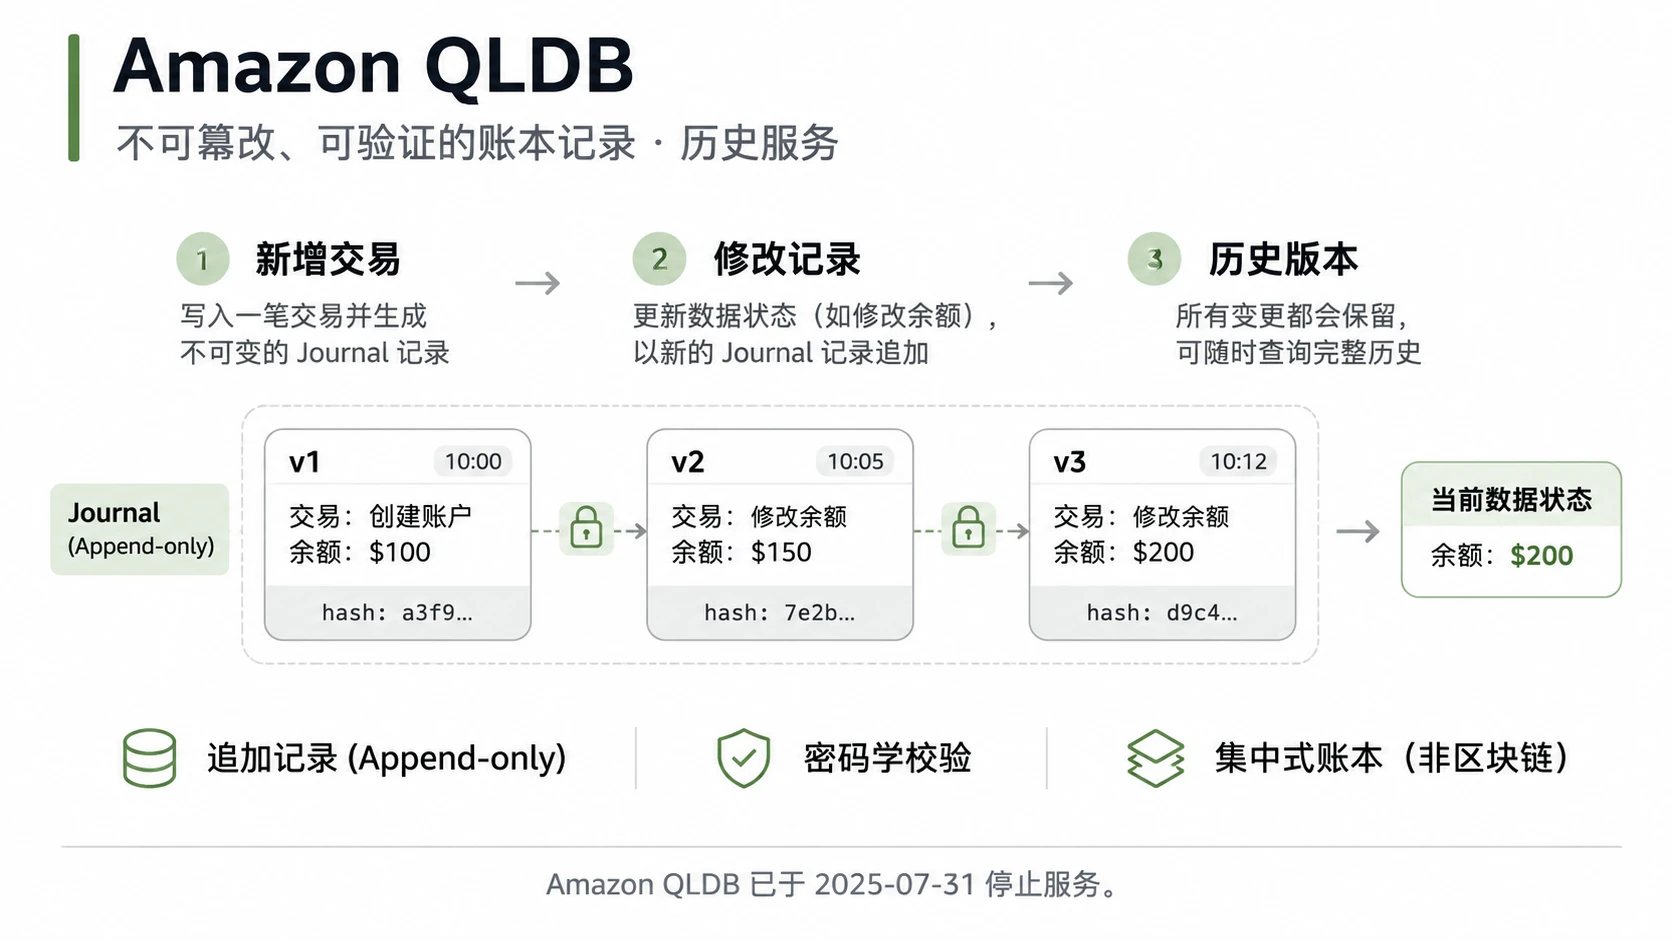 Amazon QLDB
不可篡改、可验证的账本记录 · 历史服务
1 新增交易
写入一笔交易并生成
不可变的 Journal 记录
2 修改记录
更新数据状态（如修改余额），
以新的 Journal 记录追加
3 历史版本
所有变更都会保留，
可随时查询完整历史
Journal
(Append-only)
v1 10:00
交易：创建账户
余额：$100
hash: a3f9...
v2 10:05
交易：修改余额
余额：$150
hash: 7e2b...
v3 10:12
交易：修改余额
余额：$200
hash: d9c4...
当前数据状态
余额：$200
追加记录 (Append-only)
密码学校验
集中式账本（非区块链）
Amazon QLDB 已于 2025-07-31 停止服务。